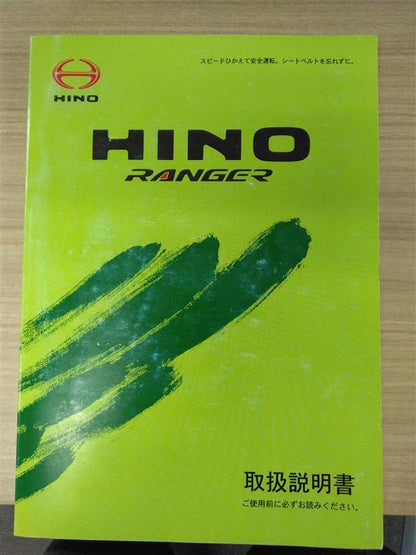 スピードひかえて安全運転、シートベルトを忘れずに。
HINO
HINO
RANGER
取扱説明書
ご使用前に必ずお読みください。